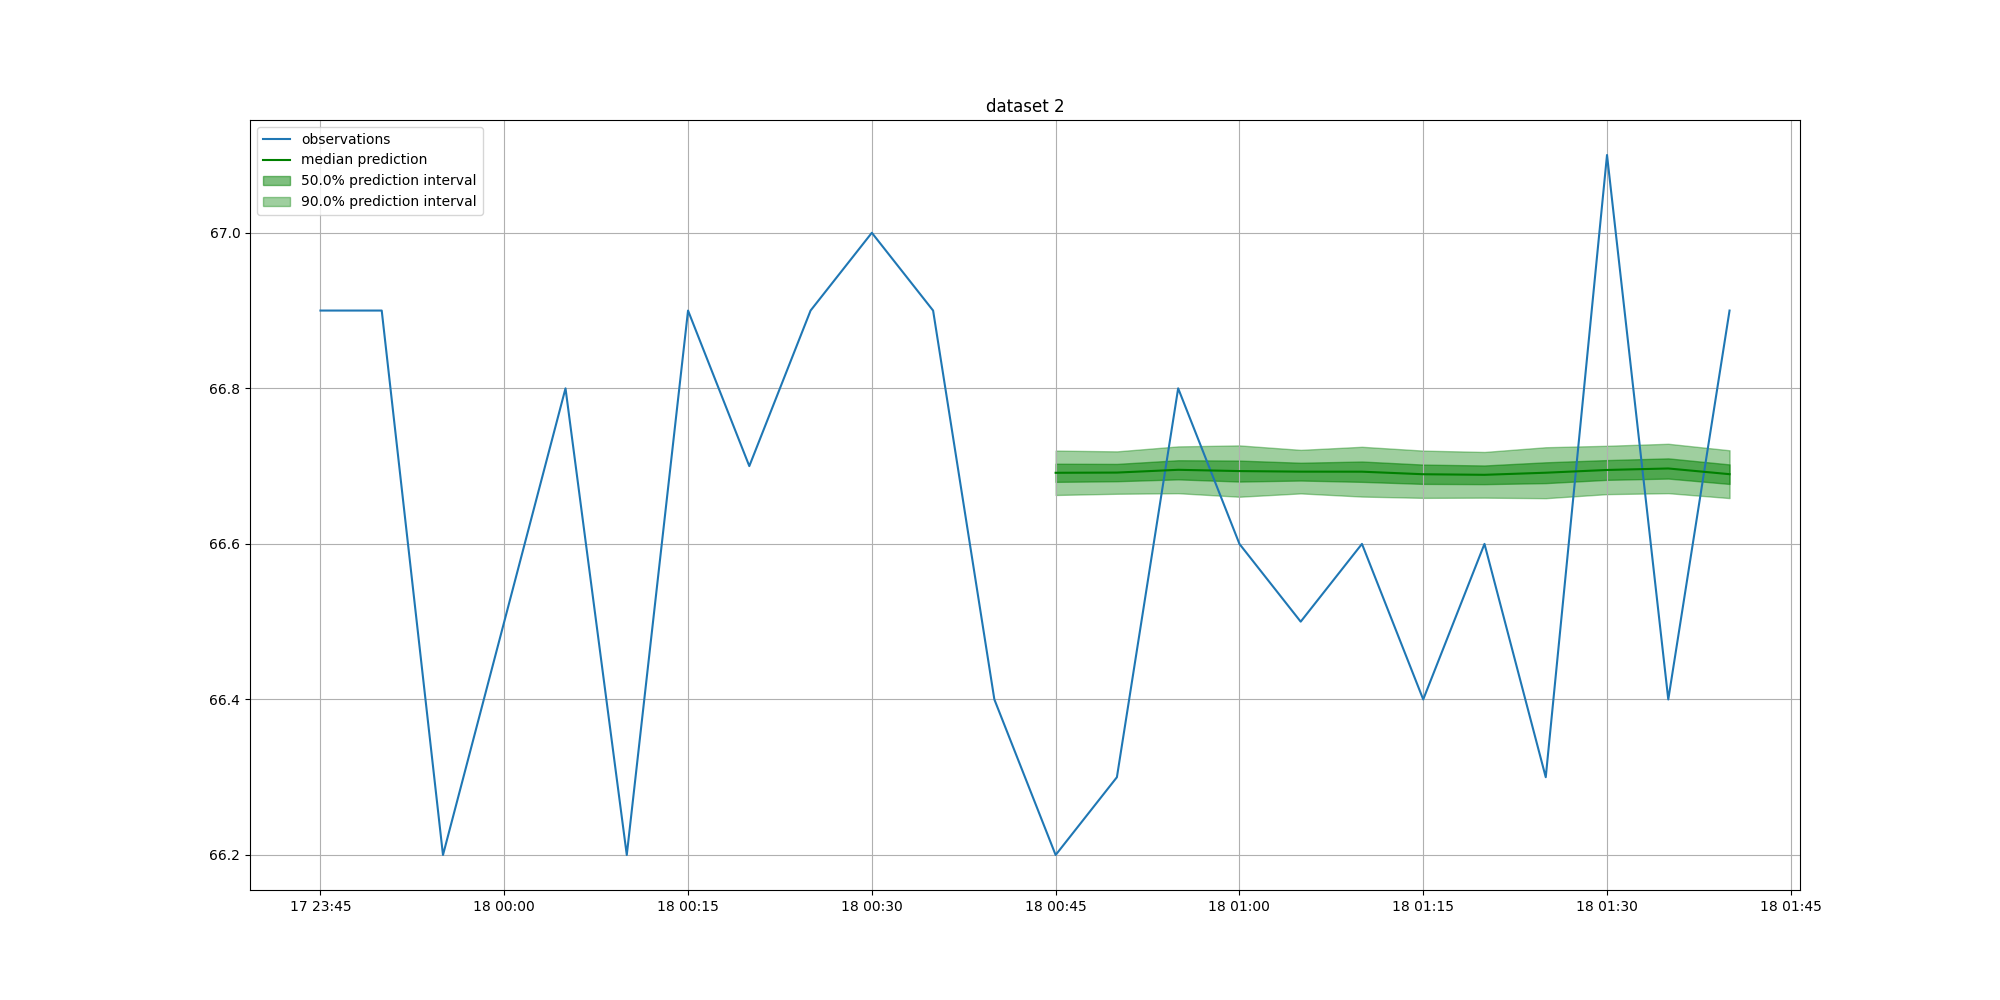 dataset 2
observations
median prediction
50.0% prediction interval
90.0% prediction interval
67.0
66.8
66.6
66.4
66.2
17 23:45 18 00:00 18 00:15 18 00:30 18 00:45 18 01:00 18 01:15 18 01:30 18 01:45